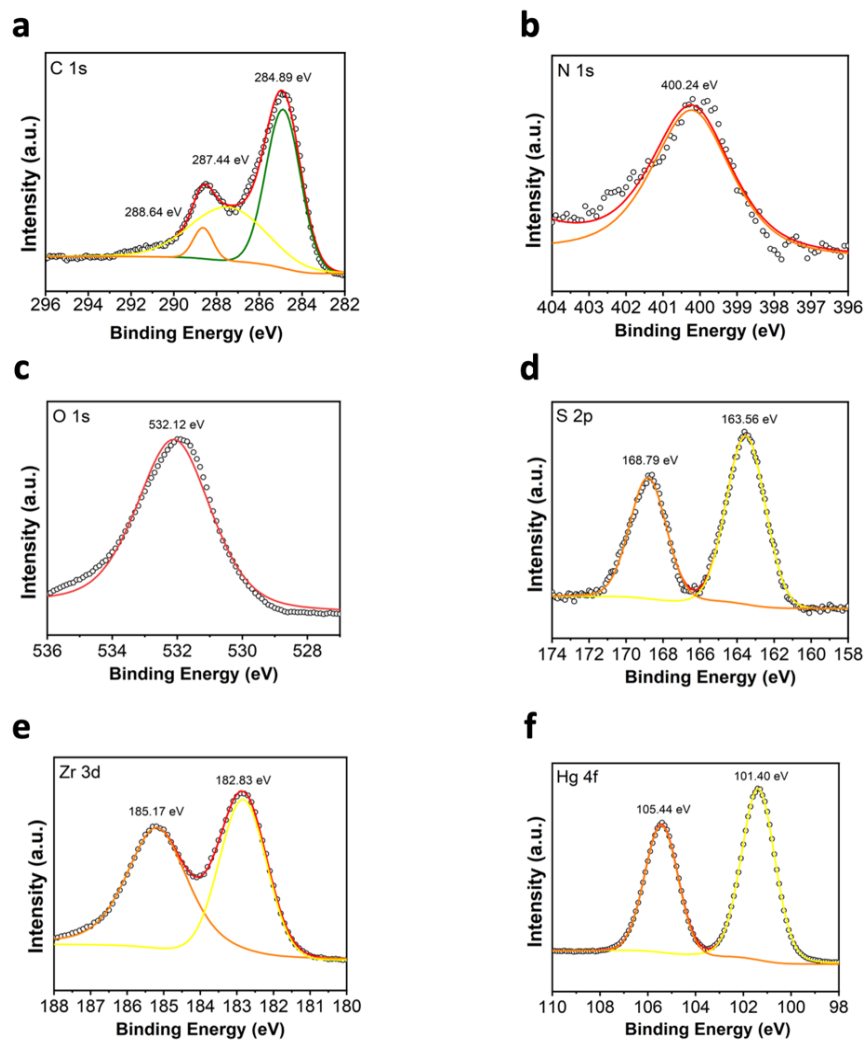 a
C 1s
284.89 eV
287.44 eV
288.64 eV
Intensity (a.u.)
296 294 292 290 288 286 284 282
Binding Energy (eV)
b
N 1s
400.24 eV
Intensity (a.u.)
404 403 402 401 400 399 398 397 396
Binding Energy (eV)
c
O 1s
532.12 eV
Intensity (a.u.)
536 534 532 530 528
Binding Energy (eV)
d
S 2p
163.56 eV
168.79 eV
Intensity (a.u.)
174 172 170 168 166 164 162 160 158
Binding Energy (eV)
e
Zr 3d
182.83 eV
185.17 eV
Intensity (a.u.)
188 187 186 185 184 183 182 181 180
Binding Energy (eV)
f
Hg 4f
101.40 eV
105.44 eV
Intensity (a.u.)
110 108 106 104 102 100 98
Binding Energy (eV)